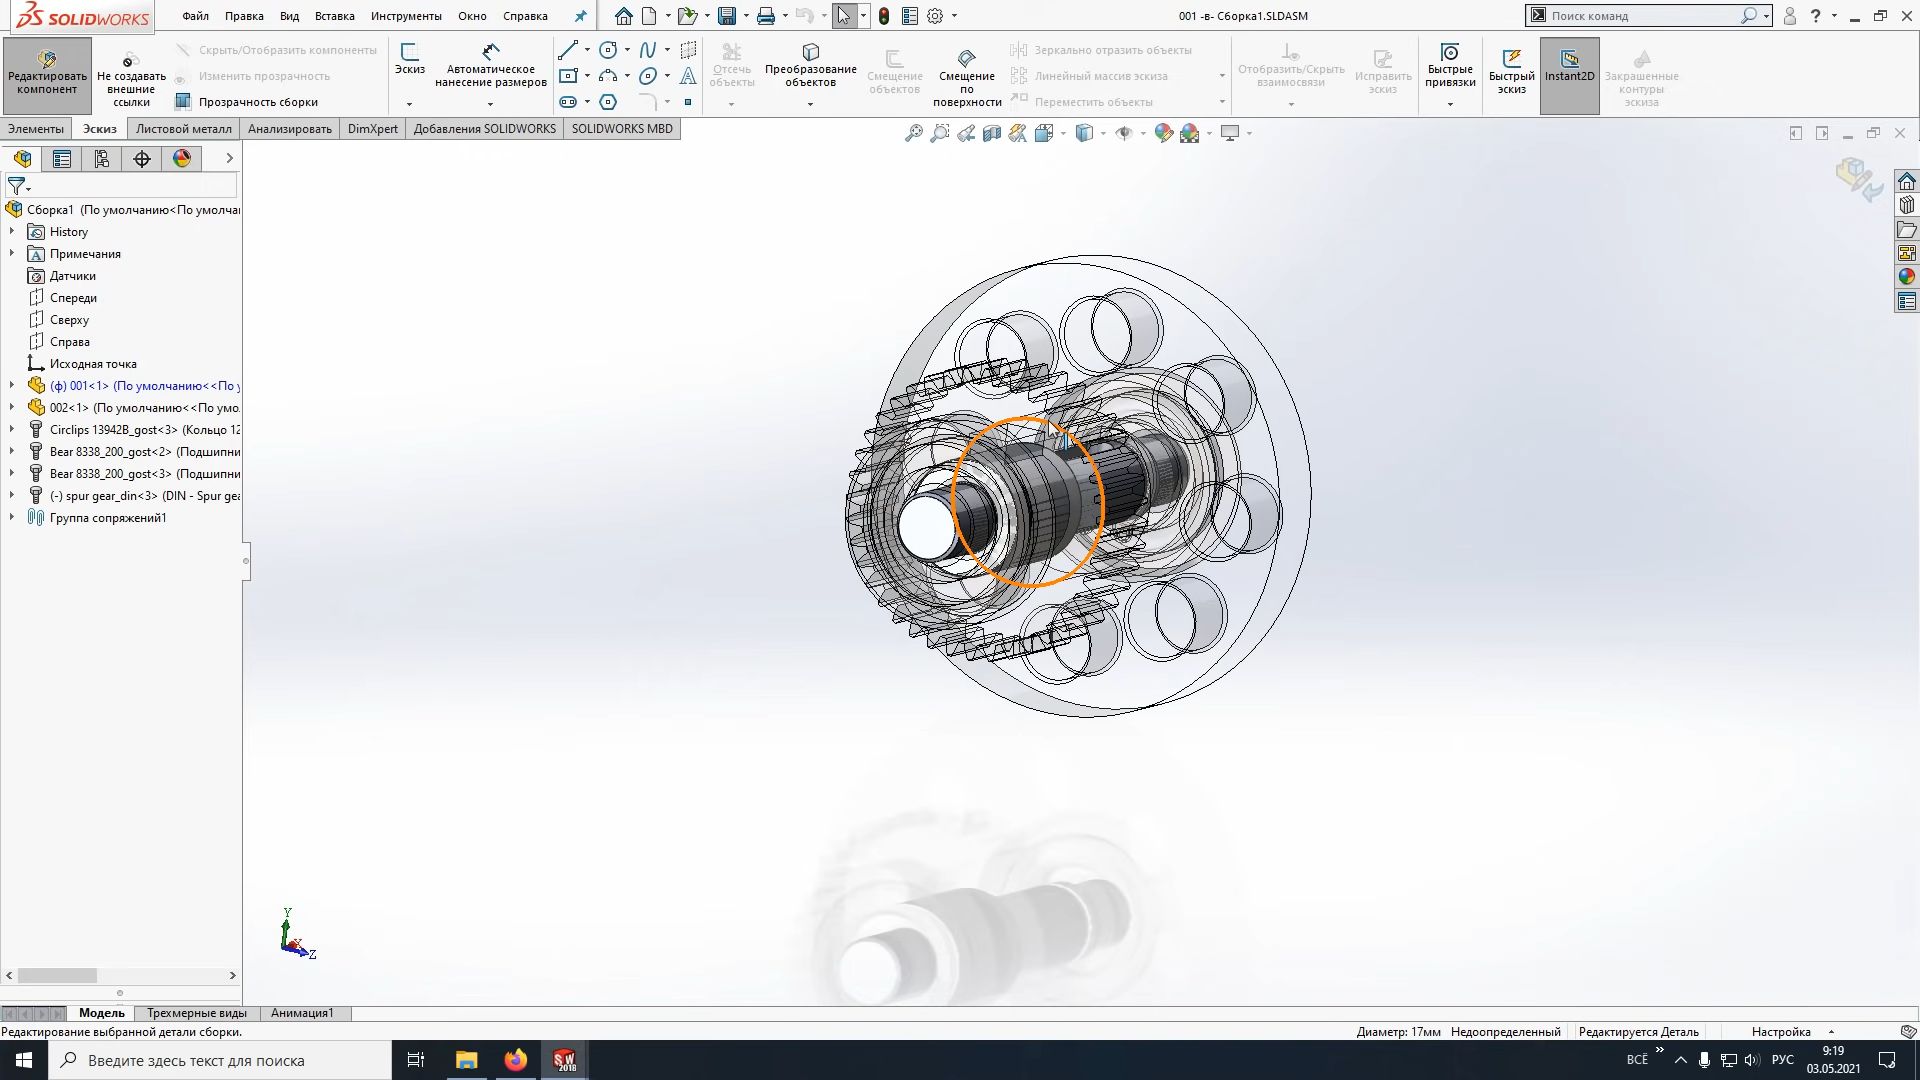 SOLIDWORKS
Файл Правка Вид Вставка Инструменты Окно Справка
001 -в- Сборка1.SLDASM
Поиск команд
Редактировать компонент
Не создавать внешние ссылки
Скрыть/Отобразить компоненты
Изменить прозрачность
Прозрачность сборки
Эскиз
Автоматическое нанесение размеров
Отсечь объекты
Преобразование объектов
Смещение объектов
Смещение по поверхности
Зеркально отразить объекты
Линейный массив эскиза
Переместить объекты
Отобразить/Скрыть взаимосвязи
Исправить эскиз
Быстрые привязки
Быстрый эскиз
Instant2D
Закрашенные контуры эскиза
Элементы Эскиз Листовой металл Анализировать DimXpert Добавления SOLIDWORKS SOLIDWORKS MBD
Сборка1 (По умолчанию<По умолча
History
Примечания
Датчики
Спереди
Сверху
Справа
Исходная точка
(ф) 001<1> (По умолчанию<<По у
002<1> (По умолчанию<<По умо
Circlips 13942B_gost<3> (Кольцо 12
Bear 8338_200_gost<2> (Подшипни
Bear 8338_200_gost<3> (Подшипни
(-) spur gear_din<3> (DIN - Spur gea
Группа сопряжений1
Y
X
Z
Модель Трехмерные виды Анимация1
Редактирование выбранной детали сборки.
Диаметр: 17мм Недоопределенный Редактируется Деталь Настройка
Введите здесь текст для поиска
SW 2018
ВСЁ
РУС
9:19
03.05.2021